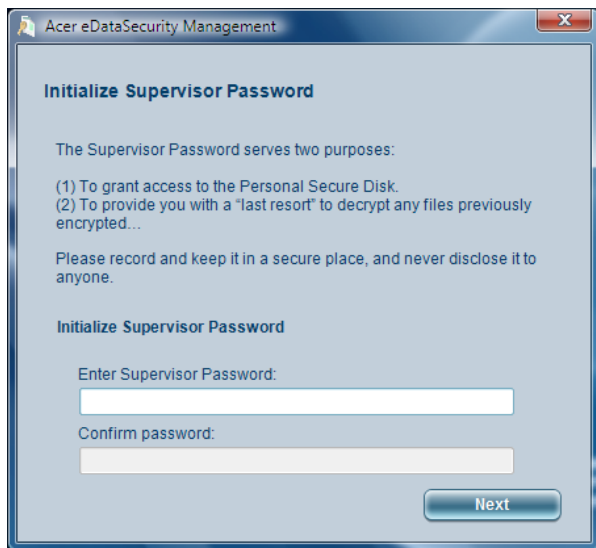 Acer eDataSecurity Management
Initialize Supervisor Password
The Supervisor Password serves two purposes:
(1) To grant access to the Personal Secure Disk.
(2) To provide you with a “last resort” to decrypt any files previously
encrypted...
Please record and keep it in a secure place, and never disclose it to
anyone.
Initialize Supervisor Password
Enter Supervisor Password:
Confirm password:
Next